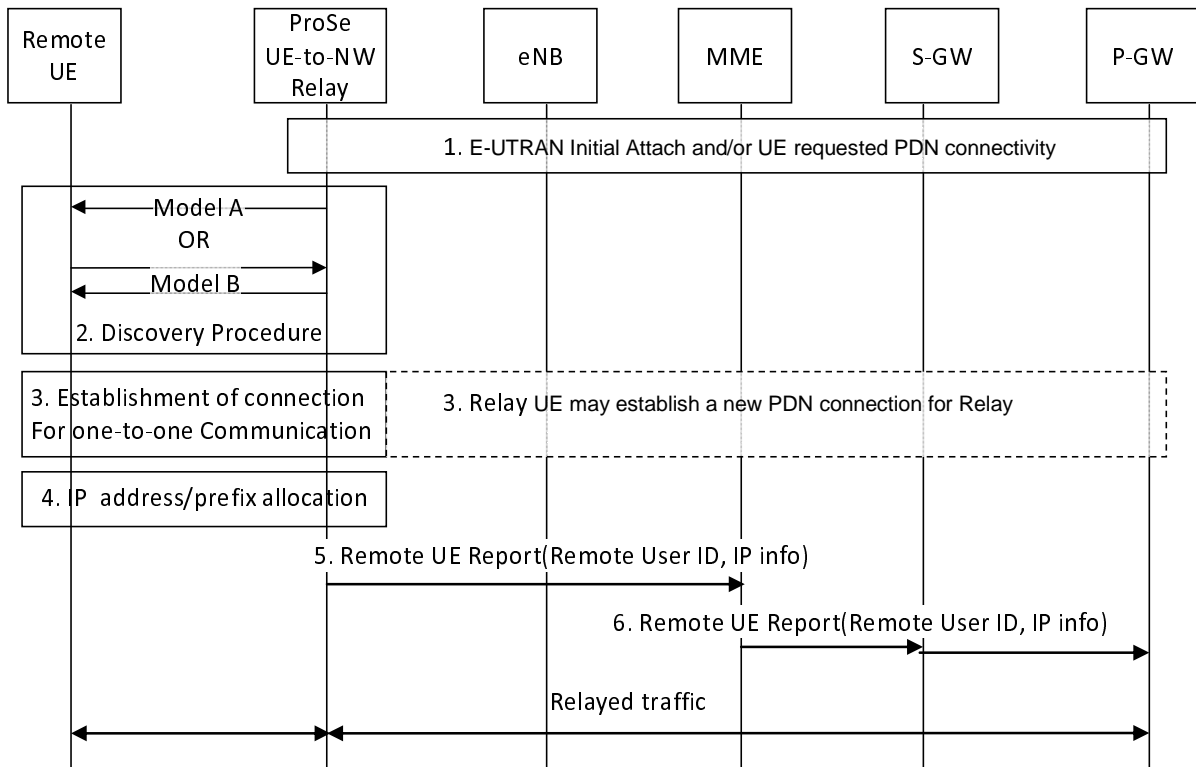 Remote
UE
ProSe
UE-to-NW
Relay
eNB
MME
S-GW
P-GW
1. E-UTRAN Initial Attach and/or UE requested PDN connectivity
Model A
OR
Model B
2. Discovery Procedure
3. Establishment of connection
For one-to-one Communication
3. Relay UE may establish a new PDN connection for Relay
4. IP address/prefix allocation
5. Remote UE Report(Remote User ID, IP info)
6. Remote UE Report(Remote User ID, IP info)
Relayed traffic